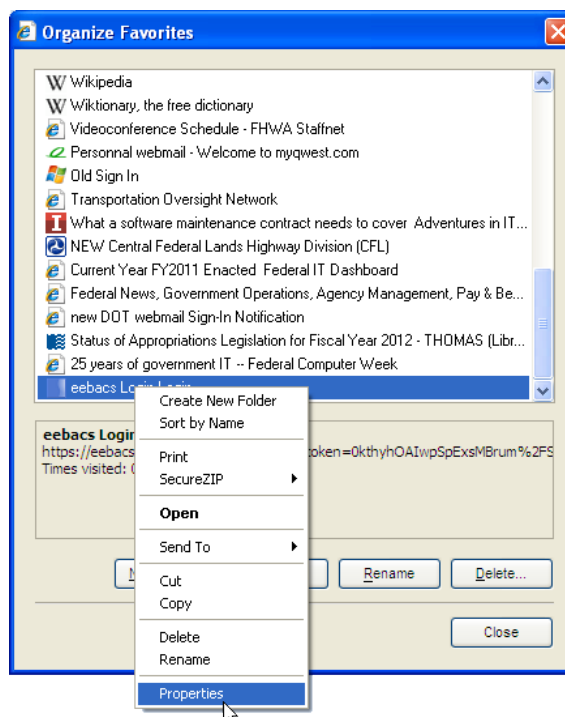 Organize Favorites
Wikipedia
Wiktionary, the free dictionary
Videoconference Schedule - FHWA Staffnet
Personnal webmail - Welcome to myqwest.com
Old Sign In
Transportation Oversight Network
What a software maintenance contract needs to cover Adventures in IT...
NEW Central Federal Lands Highway Division (CFL)
Current Year FY2011 Enacted Federal IT Dashboard
Federal News, Government Operations, Agency Management, Pay & Be...
new DOT webmail Sign-In Notification
Status of Appropriations Legislation for Fiscal Year 2012 - THOMAS (Libr...
25 years of government IT -- Federal Computer Week
eebacs Login Login
Create New Folder
Sort by Name
Print
SecureZIP
Open
Send To
Cut
Copy
Delete
Rename
Properties
eebacs Login
https://eebacs
oken=0kthyhOAIwpSpExsMBrum%2FS
Times visited:
Rename
Delete...
Close